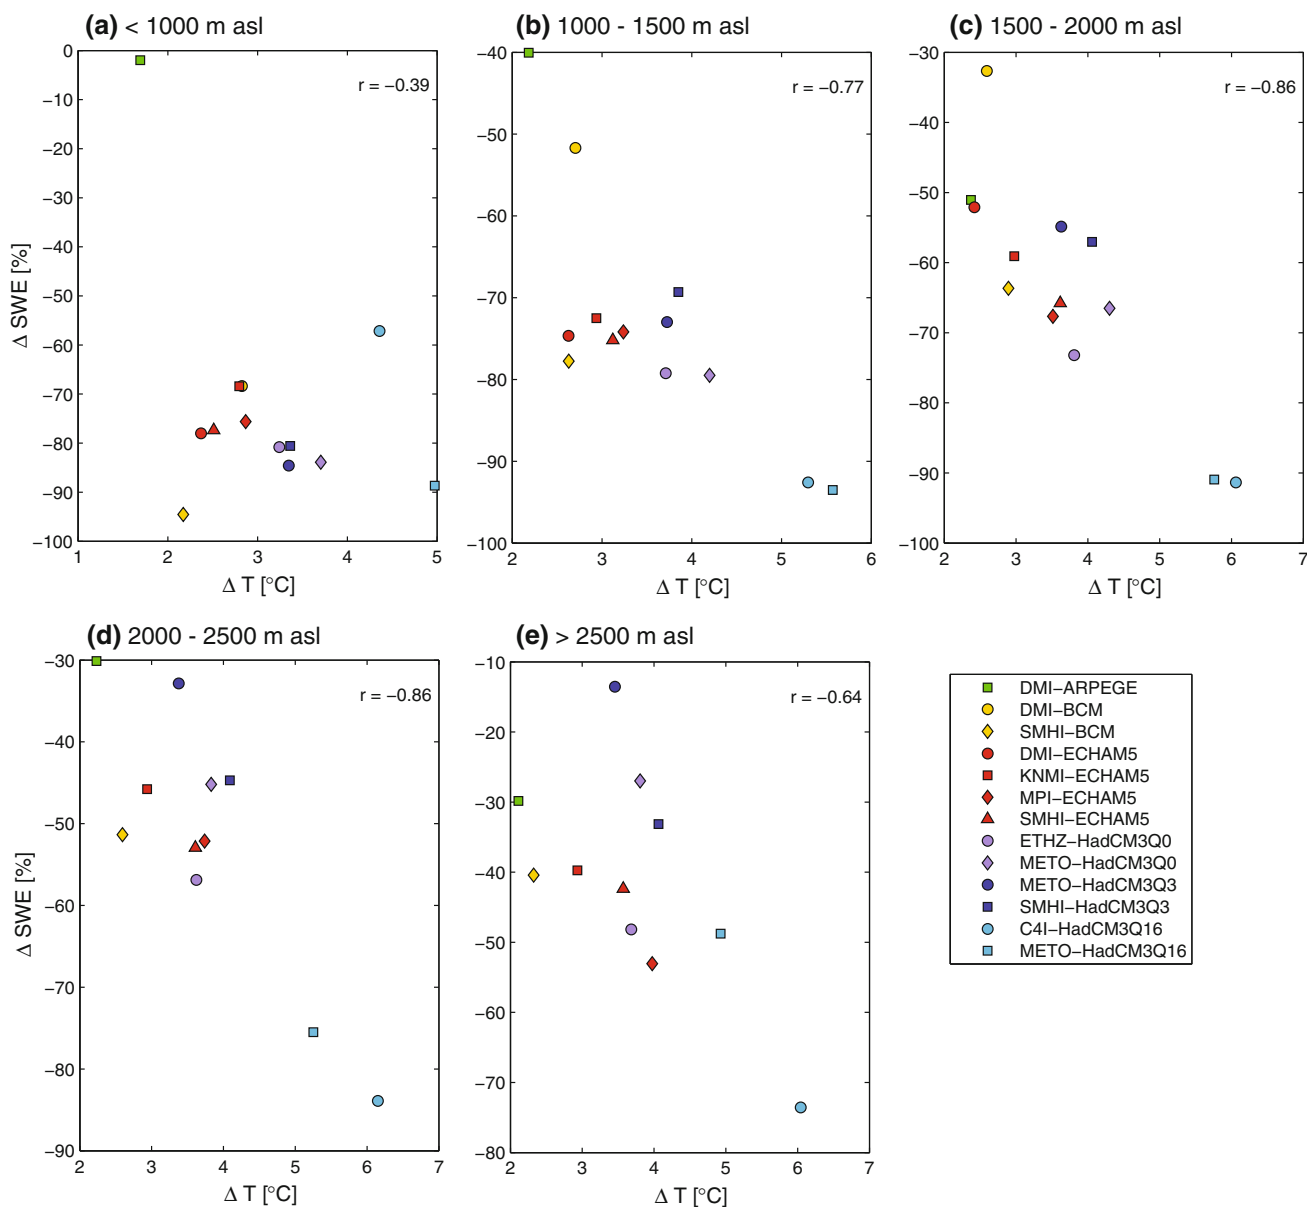 (a) < 1000 m asl
(b) 1000 - 1500 m asl
(c) 1500 - 2000 m asl
Δ SWE [%]
0
−10
−20
−30
−40
−50
−60
−70
−80
−90
−100
r = −0.39
1
2
3
4
5
Δ T [°C]
−40
−50
−60
−70
−80
−90
−100
r = −0.77
2
3
4
5
6
Δ T [°C]
−30
−40
−50
−60
−70
−80
−90
−100
r = −0.86
2
3
4
5
6
7
Δ T [°C]
(d) 2000 - 2500 m asl
(e) > 2500 m asl
Δ SWE [%]
−30
−40
−50
−60
−70
−80
−90
r = −0.86
2
3
4
5
6
7
Δ T [°C]
−10
−20
−30
−40
−50
−60
−70
−80
r = −0.64
2
3
4
5
6
7
Δ T [°C]
DMI−ARPEGE
DMI−BCM
SMHI−BCM
DMI−ECHAM5
KNMI−ECHAM5
MPI−ECHAM5
SMHI−ECHAM5
ETHZ−HadCM3Q0
METO−HadCM3Q0
METO−HadCM3Q3
SMHI−HadCM3Q3
C4I−HadCM3Q16
METO−HadCM3Q16